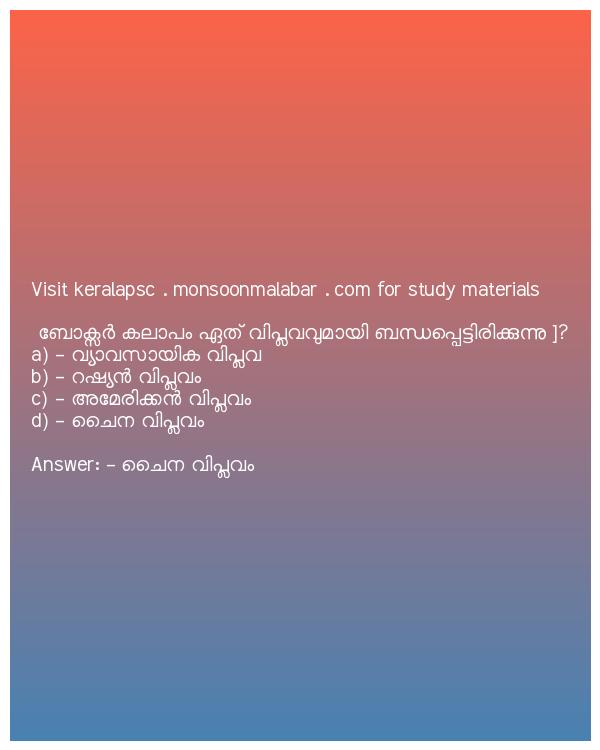 Visit keralapsc . monsoonmalabar . com for study materials
ബോക്സർ കലാപം ഏത് വിപ്ലവവുമായി ബന്ധപ്പെട്ടിരിക്കുന്നു ]?
a) - വ്യാവസായിക വിപ്ലവ
b) - റഷ്യൻ വിപ്ലവം
c) - അമേരിക്കൻ വിപ്ലവം
d) - ചൈന വിപ്ലവം
Answer: - ചൈന വിപ്ലവം